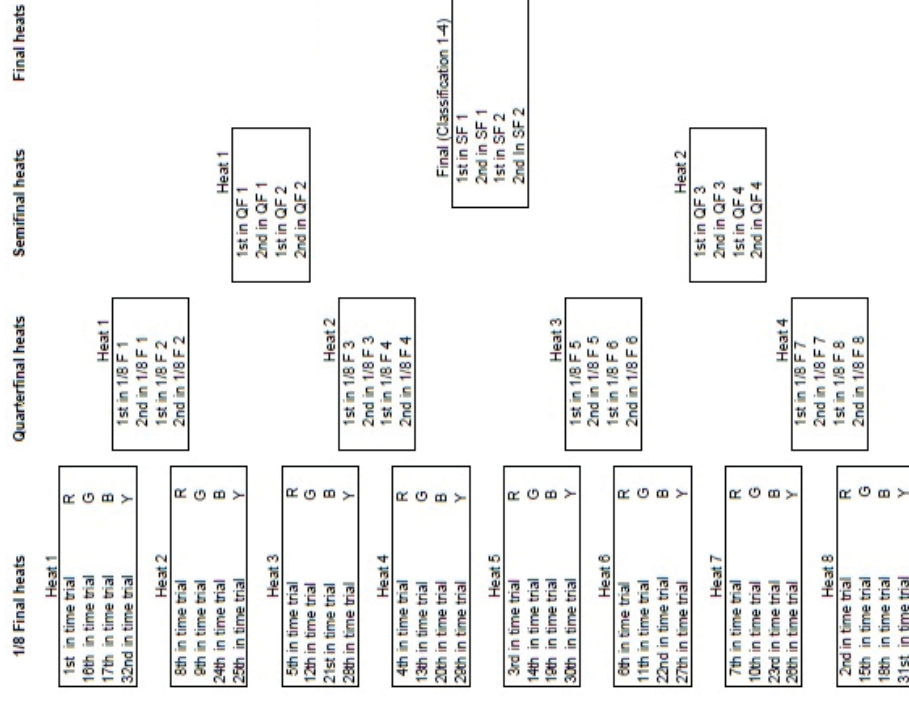 1/8 Final heats
Heat 1
1st in time trial R
16th in time trial G
17th in time trial B
32nd in time trial Y
Heat 2
8th in time trial R
9th in time trial G
24th in time trial B
25th in time trial Y
Heat 3
5th in time trial R
12th in time trial G
21st in time trial B
28th in time trial Y
Heat 4
4th in time trial R
13th in time trial G
20th in time trial B
29th in time trial Y
Heat 5
3rd in time trial R
14th in time trial G
19th in time trial B
30th in time trial Y
Heat 6
6th in time trial R
11th in time trial G
22nd in time trial B
27th in time trial Y
Heat 7
7th in time trial R
10th in time trial G
23rd in time trial B
26th in time trial Y
Heat 8
2nd in time trial R
15th in time trial G
18th in time trial B
31st in time trial Y
Quarterfinal heats
Heat 1
1st in 1/8 F 1
2nd in 1/8 F 1
1st in 1/8 F 2
2nd in 1/8 F 2
Heat 2
1st in 1/8 F 3
2nd in 1/8 F 3
1st in 1/8 F 4
2nd in 1/8 F 4
Heat 3
1st in 1/8 F 5
2nd in 1/8 F 5
1st in 1/8 F 6
2nd in 1/8 F 6
Heat 4
1st in 1/8 F 7
2nd in 1/8 F 7
1st in 1/8 F 8
2nd in 1/8 F 8
Semifinal heats
Heat 1
1st in QF 1
2nd in QF 1
1st in QF 2
2nd in QF 2
Heat 2
1st in QF 3
2nd in QF 3
1st in QF 4
2nd in QF 4
Final heats
Final (Classification 1-4)
1st in SF 1
2nd in SF 1
1st in SF 2
2nd In SF 2